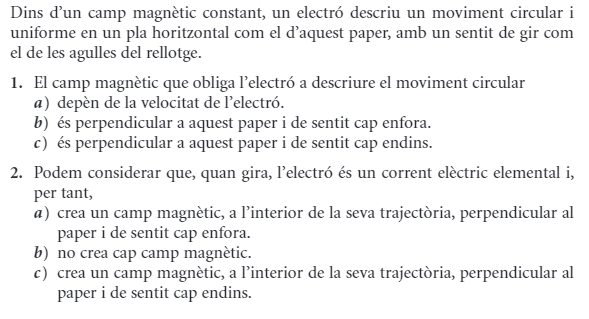 Dins d’un camp magnètic constant, un electró descriu un moviment circular i
uniforme en un pla horitzontal com el d’aquest paper, amb un sentit de gir com
el de les agulles del rellotge.
1. El camp magnètic que obliga l’electró a descriure el moviment circular
a) depèn de la velocitat de l’electró.
b) és perpendicular a aquest paper i de sentit cap enfora.
c) és perpendicular a aquest paper i de sentit cap endins.
2. Podem considerar que, quan gira, l’electró és un corrent elèctric elemental i,
per tant,
a) crea un camp magnètic, a l’interior de la seva trajectòria, perpendicular al
paper i de sentit cap enfora.
b) no crea cap camp magnètic.
c) crea un camp magnètic, a l’interior de la seva trajectòria, perpendicular al
paper i de sentit cap endins.